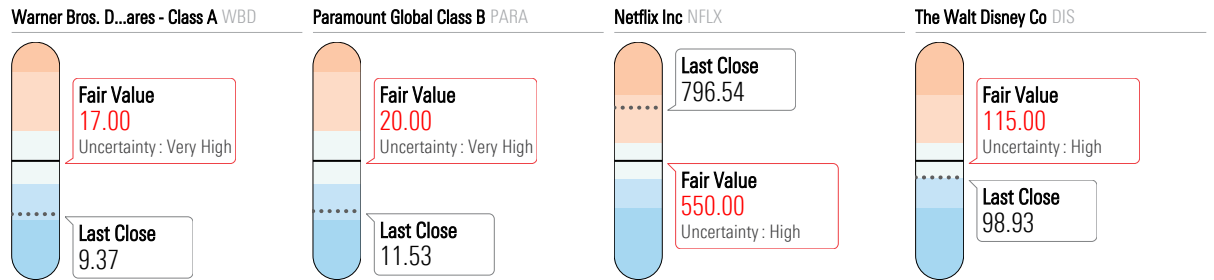 Warner Bros. D...ares - Class A WBD
Fair Value
17.00
Uncertainty : Very High
Last Close
9.37
Paramount Global Class B PARA
Fair Value
20.00
Uncertainty : Very High
Last Close
11.53
Netflix Inc NFLX
Last Close
796.54
Fair Value
550.00
Uncertainty : High
The Walt Disney Co DIS
Fair Value
115.00
Uncertainty : High
Last Close
98.93